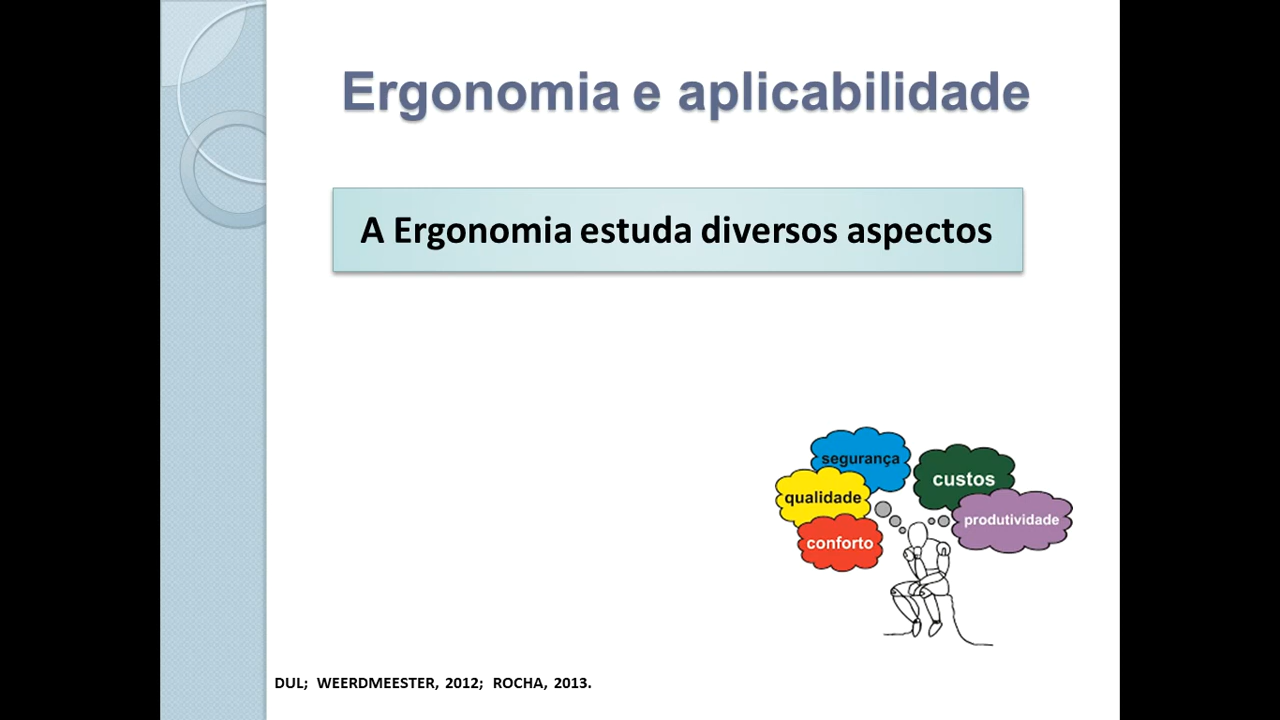 Ergonomia e aplicabilidade
A Ergonomia estuda diversos aspectos
segurança
custos
qualidade
produtividade
conforto
DUL; WEERDMEESTER, 2012; ROCHA, 2013.